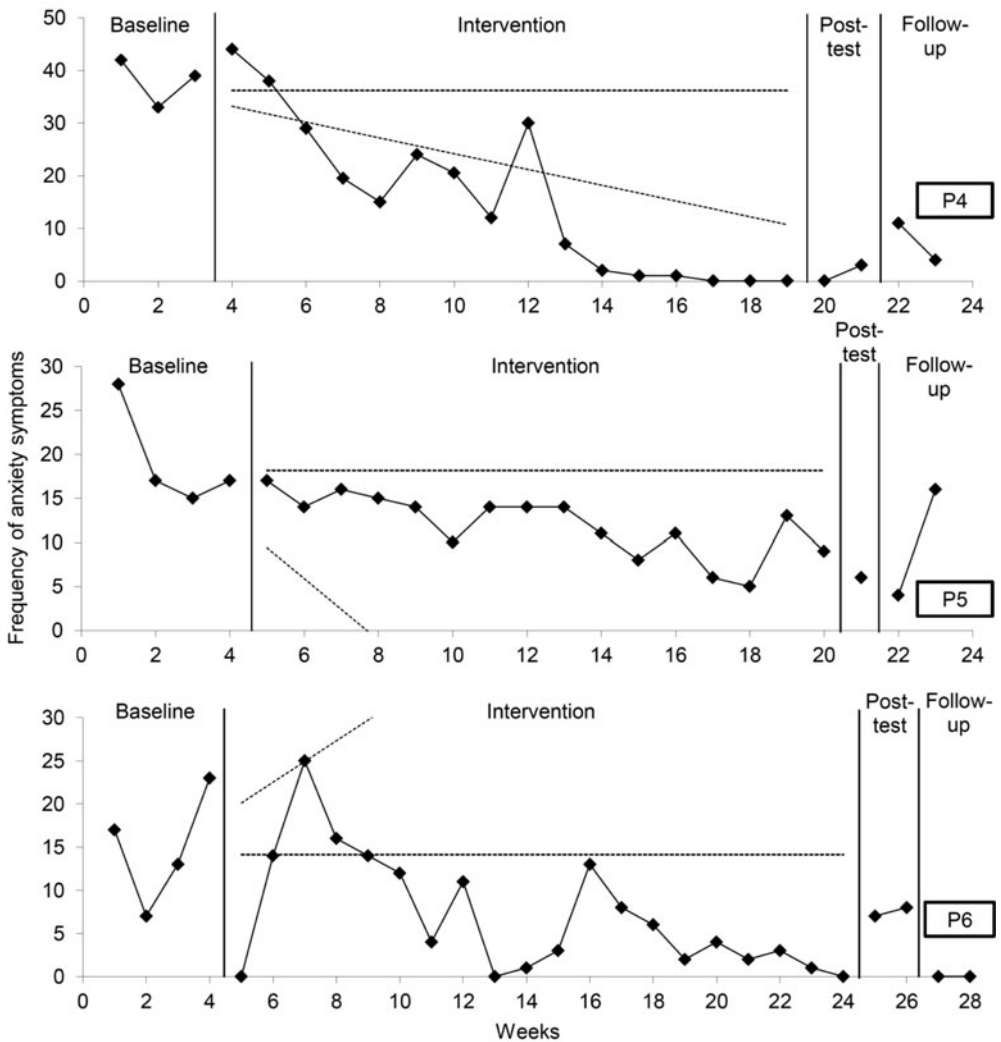 Baseline Intervention Post-
test Follow-
up
50
40
30
20
10
0
P4
0 2 4 6 8 10 12 14 16 18 20 22 24
Frequency of anxiety symptoms
Baseline Intervention Post-
test Follow-
up
30
25
20
15
10
5
0
P5
0 2 4 6 8 10 12 14 16 18 20 22 24
Baseline Intervention Post-
test Follow-
up
30
25
20
15
10
5
0
P6
0 2 4 6 8 10 12 14 16 18 20 22 24 26 28
Weeks